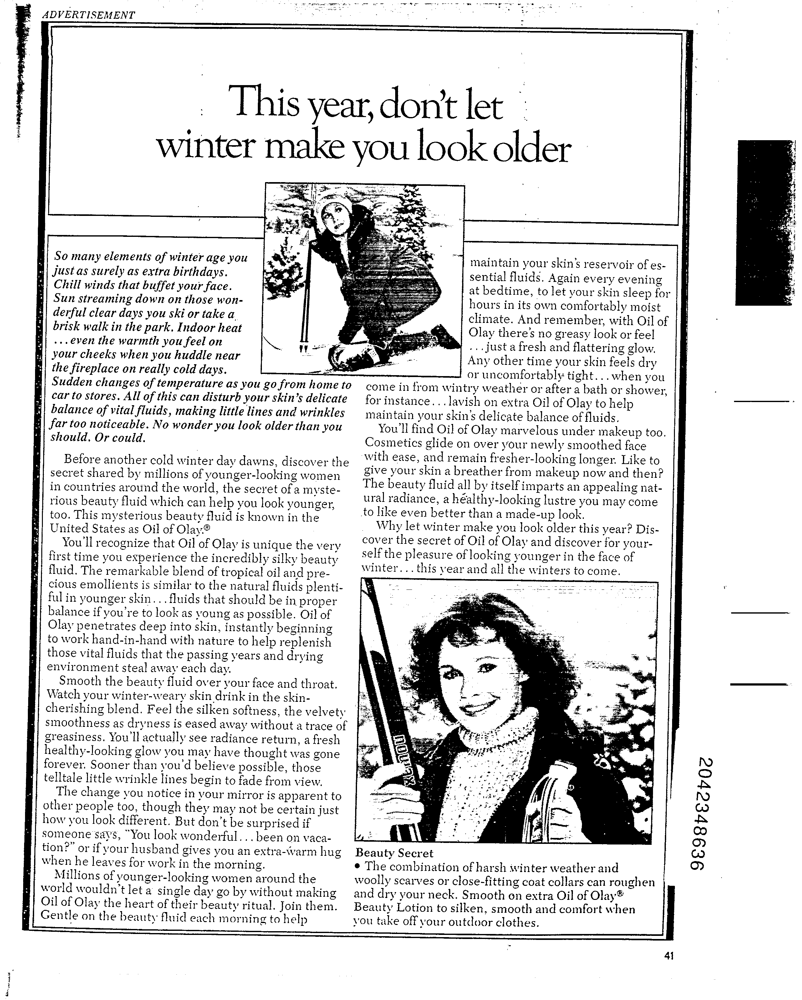 ADVERTISEMENT
This year, don't let
winter make you look older
So many elements of winter age you
just as surely as extra birthdays.
Chill winds that buffet your face.
Sun streaming down on those won-
derful clear days you ski or take a
brisk walk in the park. Indoor heat
...even the warmth you feel on
your cheeks when you huddle near
the fireplace on really cold days.
Sudden changes of temperature as you go from home to
car to stores. All of this can disturb your skin's delicate
balance of vital fluids, making little lines and wrinkles
far too noticeable. No wonder you look older than you
should. Or could.
Before another cold winter day dawns, discover the
secret shared by millions of younger-looking women
in countries around the world, the secret of a myste-
rious beauty fluid which can help you look younger,
too. This mysterious beauty fluid is known in the
United States as Oil of Olay.®
You'll recognize that Oil of Olay is unique the very
first time you experience the incredibly silky beauty
fluid. The remarkable blend of tropical oil and pre-
cious emollients is similar to the natural fluids plenti-
ful in younger skin...fluids that should be in proper
balance if you're to look as young as possible. Oil of
Olay penetrates deep into skin, instantly beginning
to work hand-in-hand with nature to help replenish
those vital fluids that the passing years and drying
environment steal away each day.
Smooth the beauty fluid over your face and throat.
Watch your winter-weary skin drink in the skin-
cherishing blend. Feel the silken softness, the velvety
smoothness as dryness is eased away without a trace of
greasiness. You'll actually see radiance return, a fresh
healthy-looking glow you may have thought was gone
forever. Sooner than you'd believe possible, those
telltale little wrinkle lines begin to fade from view.
The change you notice in your mirror is apparent to
other people too, though they may not be certain just
how you look different. But don't be surprised if
someone says, "You look wonderful...been on vaca-
tion?" or if your husband gives you an extra-warm hug
when he leaves for work in the morning.
Millions of younger-looking women around the
world wouldn't let a single day go by without making
Oil of Olay the heart of their beauty ritual. Join them.
Gentle on the beauty fluid each morning to help
maintain your skin's reservoir of es-
sential fluids. Again every evening
at bedtime, to let your skin sleep for
hours in its own comfortably moist
climate. And remember, with Oil of
Olay there's no greasy look or feel
...just a fresh and flattering glow.
Any other time your skin feels dry
or uncomfortably tight...when you
come in from wintry weather or after a bath or shower,
for instance...lavish on extra Oil of Olay to help
maintain your skin's delicate balance of fluids.
You'll find Oil of Olay marvelous under makeup too.
Cosmetics glide on over your newly smoothed face
with ease, and remain fresher-looking longer. Like to
give your skin a breather from makeup now and then?
The beauty fluid all by itself imparts an appealing nat-
ural radiance, a healthy-looking lustre you may come
to like even better than a made-up look.
Why let winter make you look older this year? Dis-
cover the secret of Oil of Olay and discover for your-
self the pleasure of looking younger in the face of
winter...this year and all the winters to come.
Beauty Secret
• The combination of harsh winter weather and
woolly scarves or close-fitting coat collars can roughen
and dry your neck. Smooth on extra Oil of Olay®
Beauty Lotion to silken, smooth and comfort when
you take off your outdoor clothes.
2042348636
41